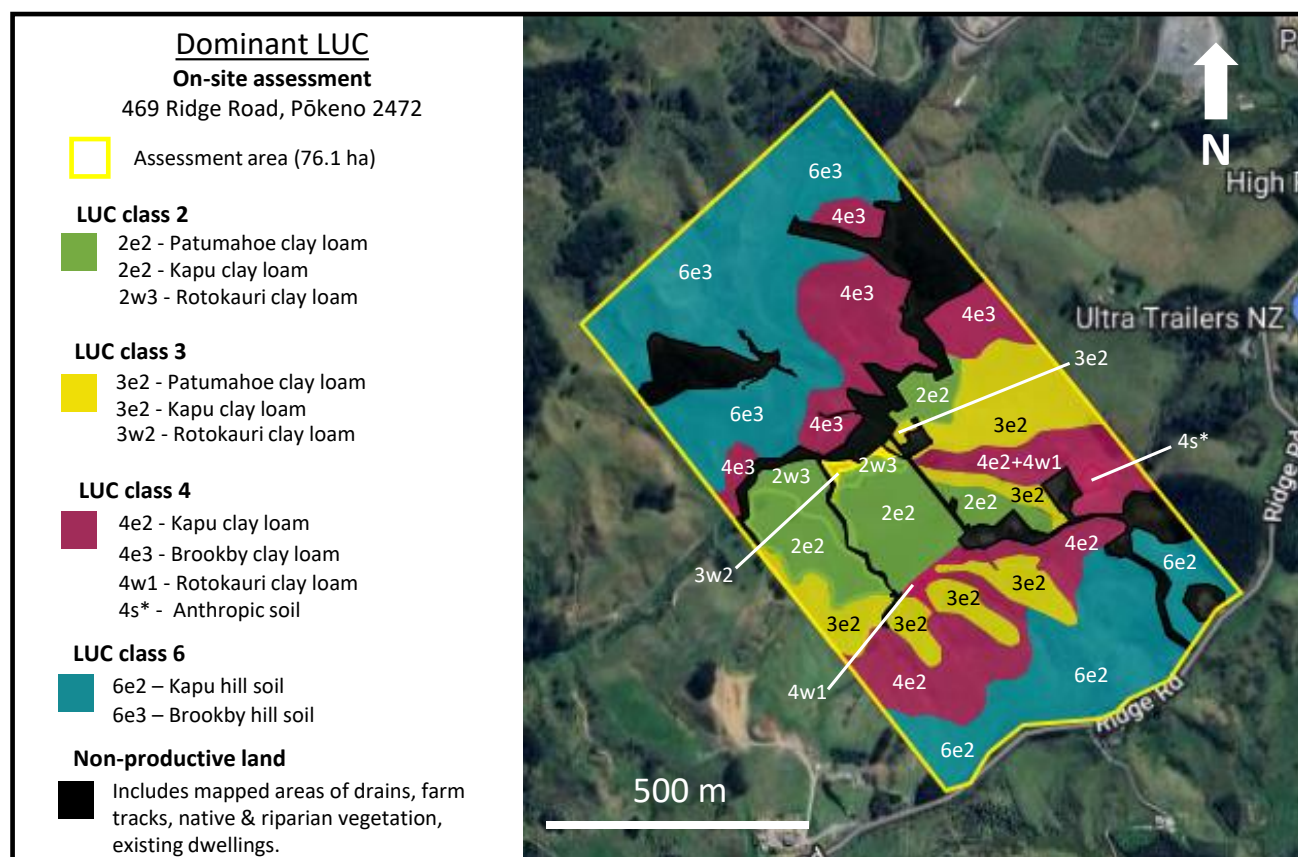 Dominant LUC
On-site assessment
469 Ridge Road, Pōkeno 2472
Assessment area (76.1 ha)
LUC class 2
2e2 - Patumahoe clay loam
2e2 - Kapu clay loam
2w3 - Rotokauri clay loam
LUC class 3
3e2 - Patumahoe clay loam
3e2 - Kapu clay loam
3w2 - Rotokauri clay loam
LUC class 4
4e2 - Kapu clay loam
4e3 - Brookby clay loam
4w1 - Rotokauri clay loam
4s* - Anthropic soil
LUC class 6
6e2 – Kapu hill soil
6e3 – Brookby hill soil
Non-productive land
Includes mapped areas of drains, farm
tracks, native & riparian vegetation,
existing dwellings.
P
N
High
6e3
4e3
6e3
4e3
4e3
Ultra Trailers NZ
3e2
2e2
6e3
4e3
3e2
4s*
4e3
2w3
2w3
4e2+4w1
3e2
2e2
2e2
Ridge Rd
4e2
2e2
6e2
3w2
3e2
3e2
3e2
3e2
4e2
6e2
4w1
Ridge Rd
6e2
500 m